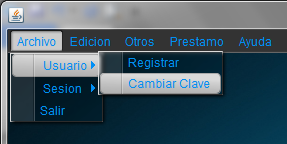 Archivo Edicion Otros Prestamo Ayuda
Usuario Registrar
Cambiar Clave
Sesion
Salir